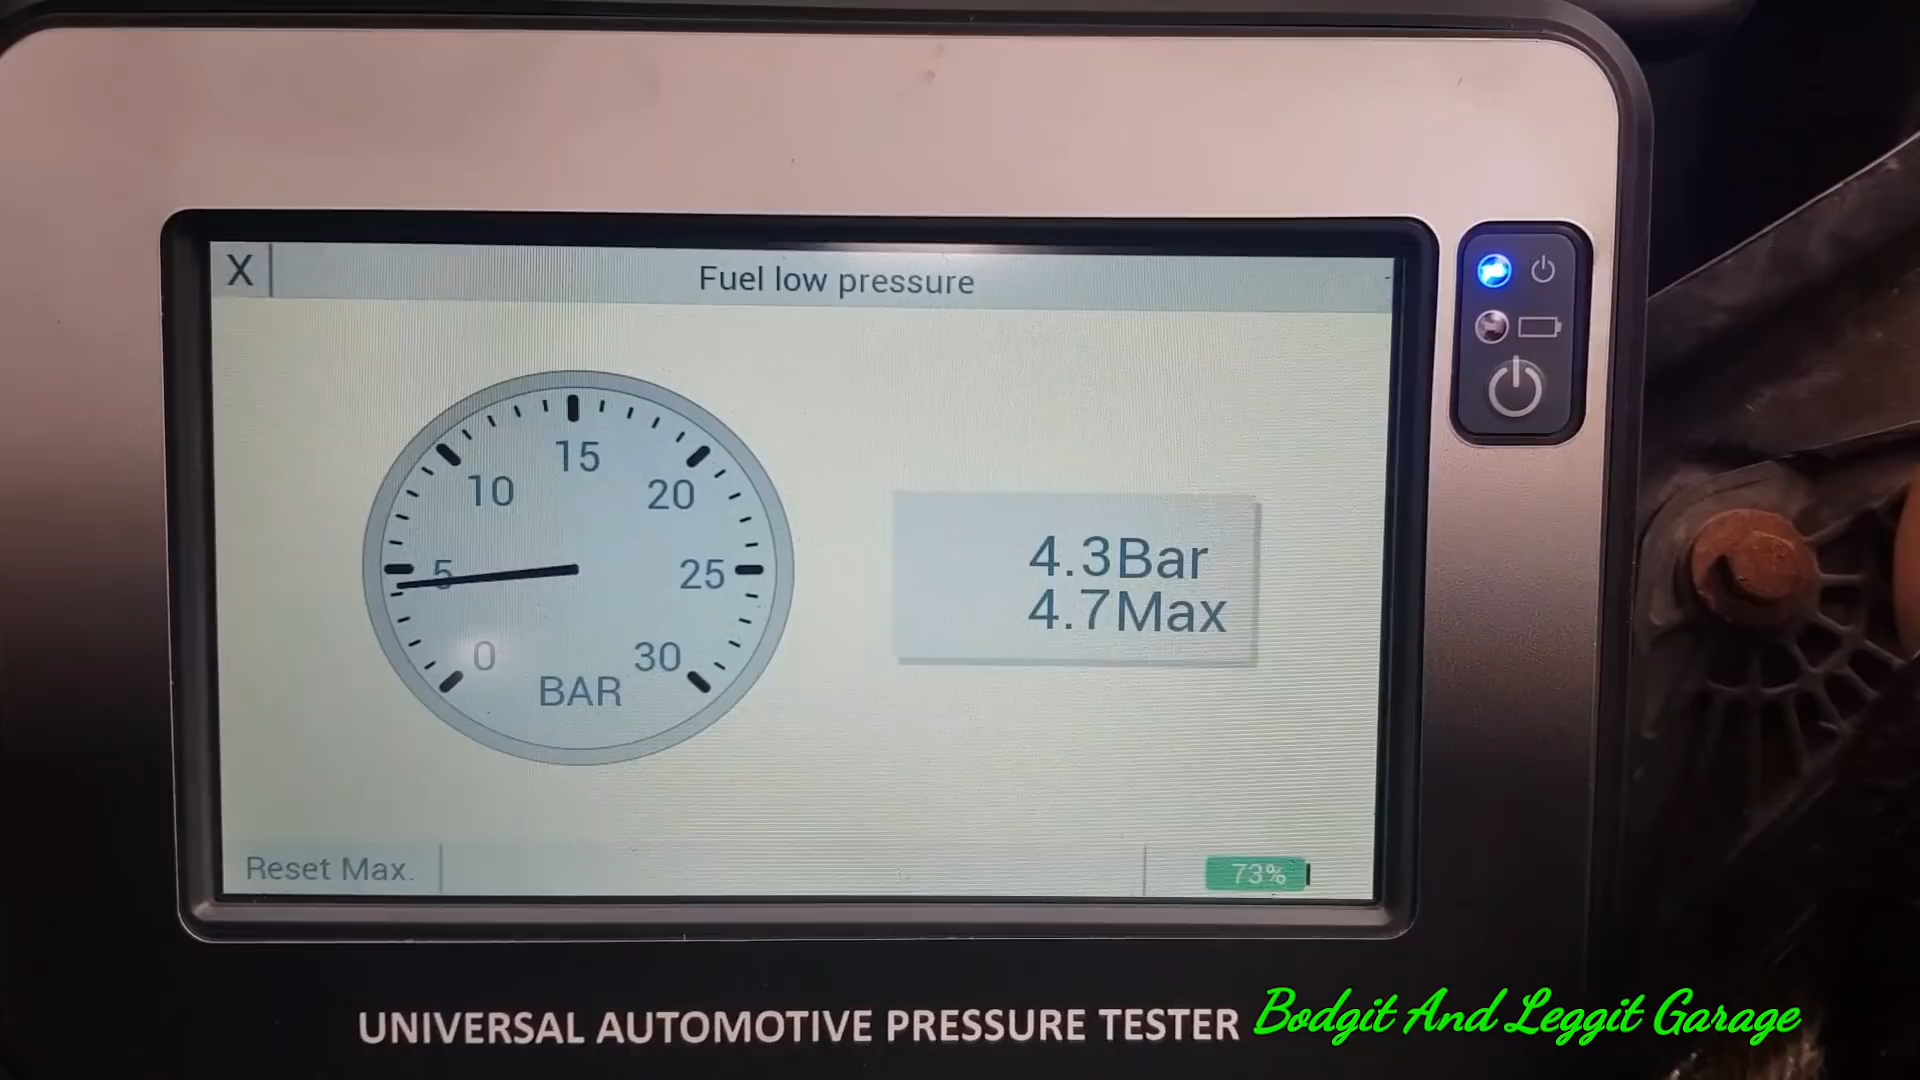 X
Fuel low pressure
15
10
20
5
25
0
30
BAR
4.3Bar
4.7Max
Reset Max.
73%
UNIVERSAL AUTOMOTIVE PRESSURE TESTER
Bodgit And Leggit Garage